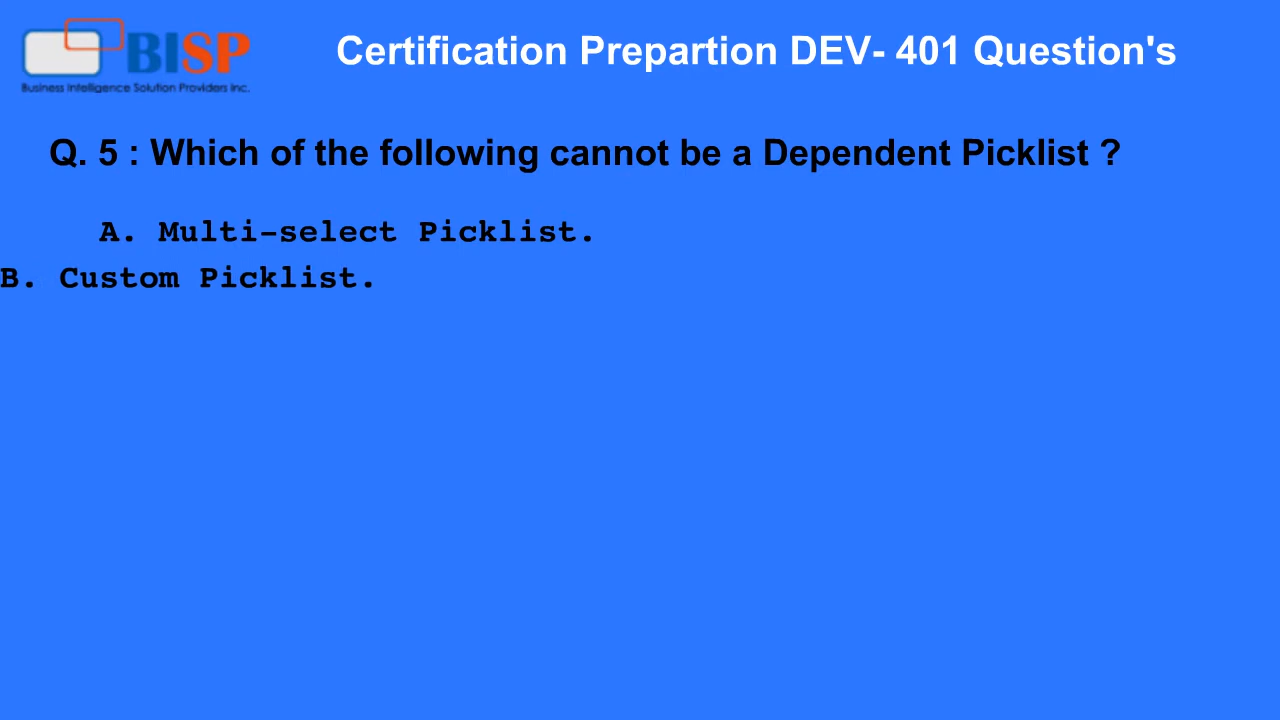 BISP
Business Intelligence Solution Providers Inc.
Certification Prepartion DEV- 401 Question's
Q. 5 : Which of the following cannot be a Dependent Picklist ?
A. Multi-select Picklist.
B. Custom Picklist.